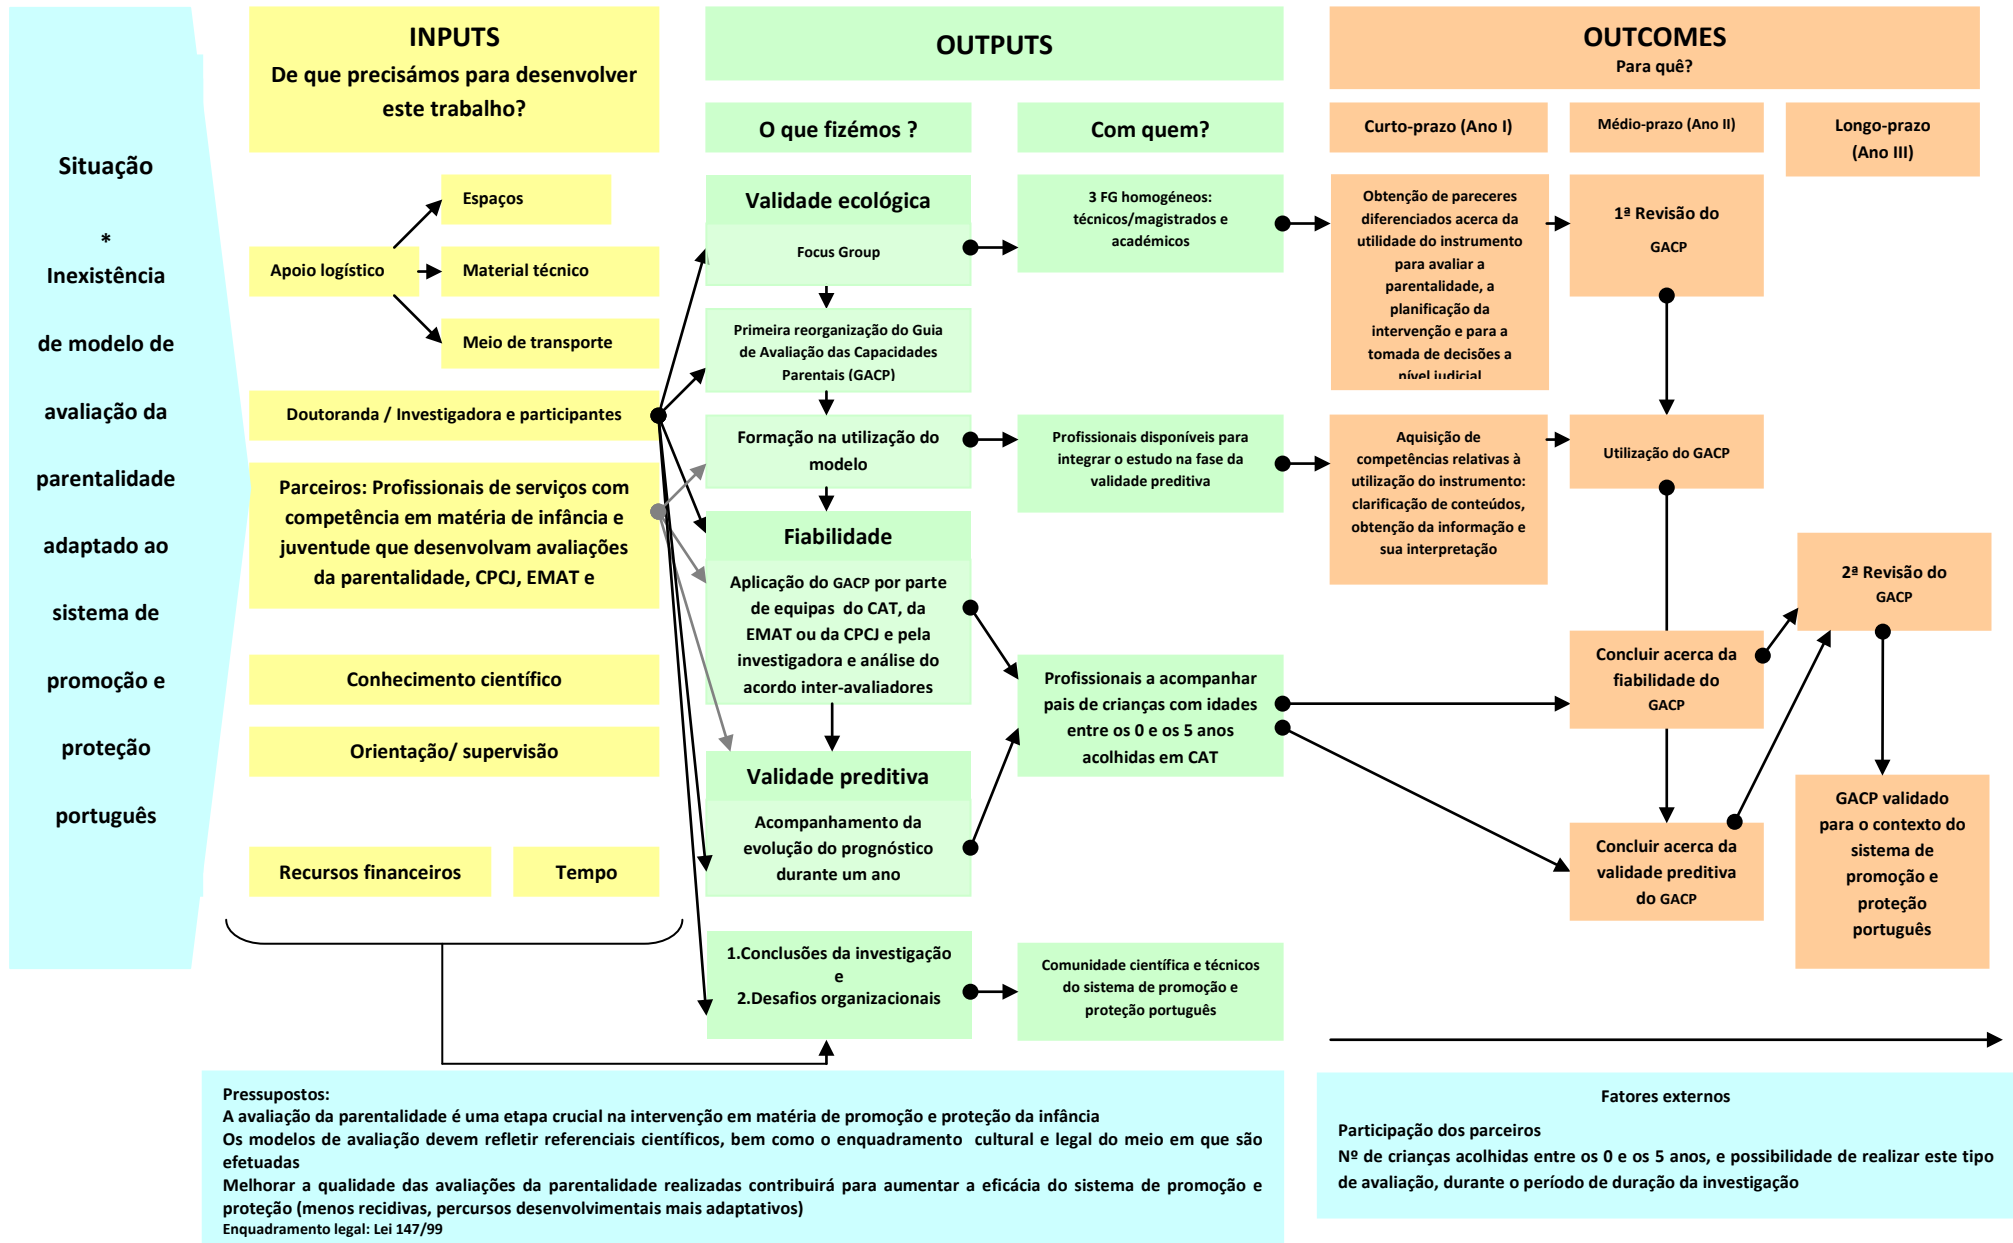 Situação
*
Inexistência
de modelo de
avaliação da
parentalidade
adaptado ao
sistema de
promoção e
proteção
português
INPUTS
De que precisámos para desenvolver
este trabalho?
Apoio logístico
Espaços
Material técnico
Meio de transporte
Doutoranda / Investigadora e participantes
Parceiros: Profissionais de serviços com
competência em matéria de infância e
juventude que desenvolvam avaliações
da parentalidade, CPCJ, EMAT e
Conhecimento científico
Orientação/ supervisão
Recursos financeiros
Tempo
OUTPUTS
O que fizémos ?
Validade ecológica
Focus Group
Primeira reorganização do Guia
de Avaliação das Capacidades
Parentais (GACP)
Formação na utilização do
modelo
Fiabilidade
Aplicação do GACP por parte
de equipas do CAT, da
EMAT ou da CPCJ e pela
investigadora e análise do
acordo inter-avaliadores
Validade preditiva
Acompanhamento da
evolução do prognóstico
durante um ano
1.Conclusões da investigação
e
2.Desafios organizacionais
Com quem?
3 FG homogéneos:
técnicos/magistrados e
académicos
Profissionais disponíveis para
integrar o estudo na fase da
validade preditiva
Profissionais a acompanhar
pais de crianças com idades
entre os 0 e os 5 anos
acolhidas em CAT
Comunidade científica e técnicos
do sistema de promoção e
proteção português
OUTCOMES
Para quê?
Curto-prazo (Ano I)
Obtenção de pareceres
diferenciados acerca da
utilidade do instrumento
para avaliar a
parentalidade, a
planificação da
intervenção e para a
tomada de decisões a
nível judicial
Aquisição de
competências relativas à
utilização do instrumento:
clarificação de conteúdos,
obtenção da informação e
sua interpretação
Médio-prazo (Ano II)
1ª Revisão do
GACP
Utilização do GACP
Concluir acerca da
fiabilidade do
GACP
Concluir acerca da
validade preditiva
do GACP
Longo-prazo
(Ano III)
2ª Revisão do
GACP
GACP validado
para o contexto do
sistema de
promoção e
proteção
português
Pressupostos:
A avaliação da parentalidade é uma etapa crucial na intervenção em matéria de promoção e proteção da infância
Os modelos de avaliação devem refletir referenciais científicos, bem como o enquadramento cultural e legal do meio em que são
efetuadas
Melhorar a qualidade das avaliações da parentalidade realizadas contribuirá para aumentar a eficácia do sistema de promoção e
proteção (menos recidivas, percursos desenvolvimentais mais adaptativos)
Enquadramento legal: Lei 147/99
Fatores externos
Participação dos parceiros
Nº de crianças acolhidas entre os 0 e os 5 anos, e possibilidade de realizar este tipo
de avaliação, durante o período de duração da investigação